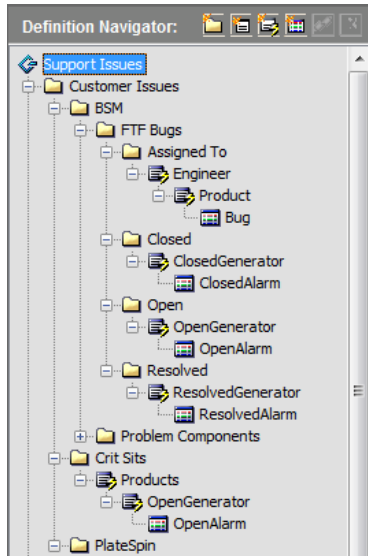 Definition Navigator:
Support Issues
Customer Issues
BSM
FTF Bugs
Assigned To
Engineer
Product
Bug
Closed
ClosedGenerator
ClosedAlarm
Open
OpenGenerator
OpenAlarm
Resolved
ResolvedGenerator
ResolvedAlarm
Problem Components
Crit Sits
Products
OpenGenerator
OpenAlarm
PlateSpin